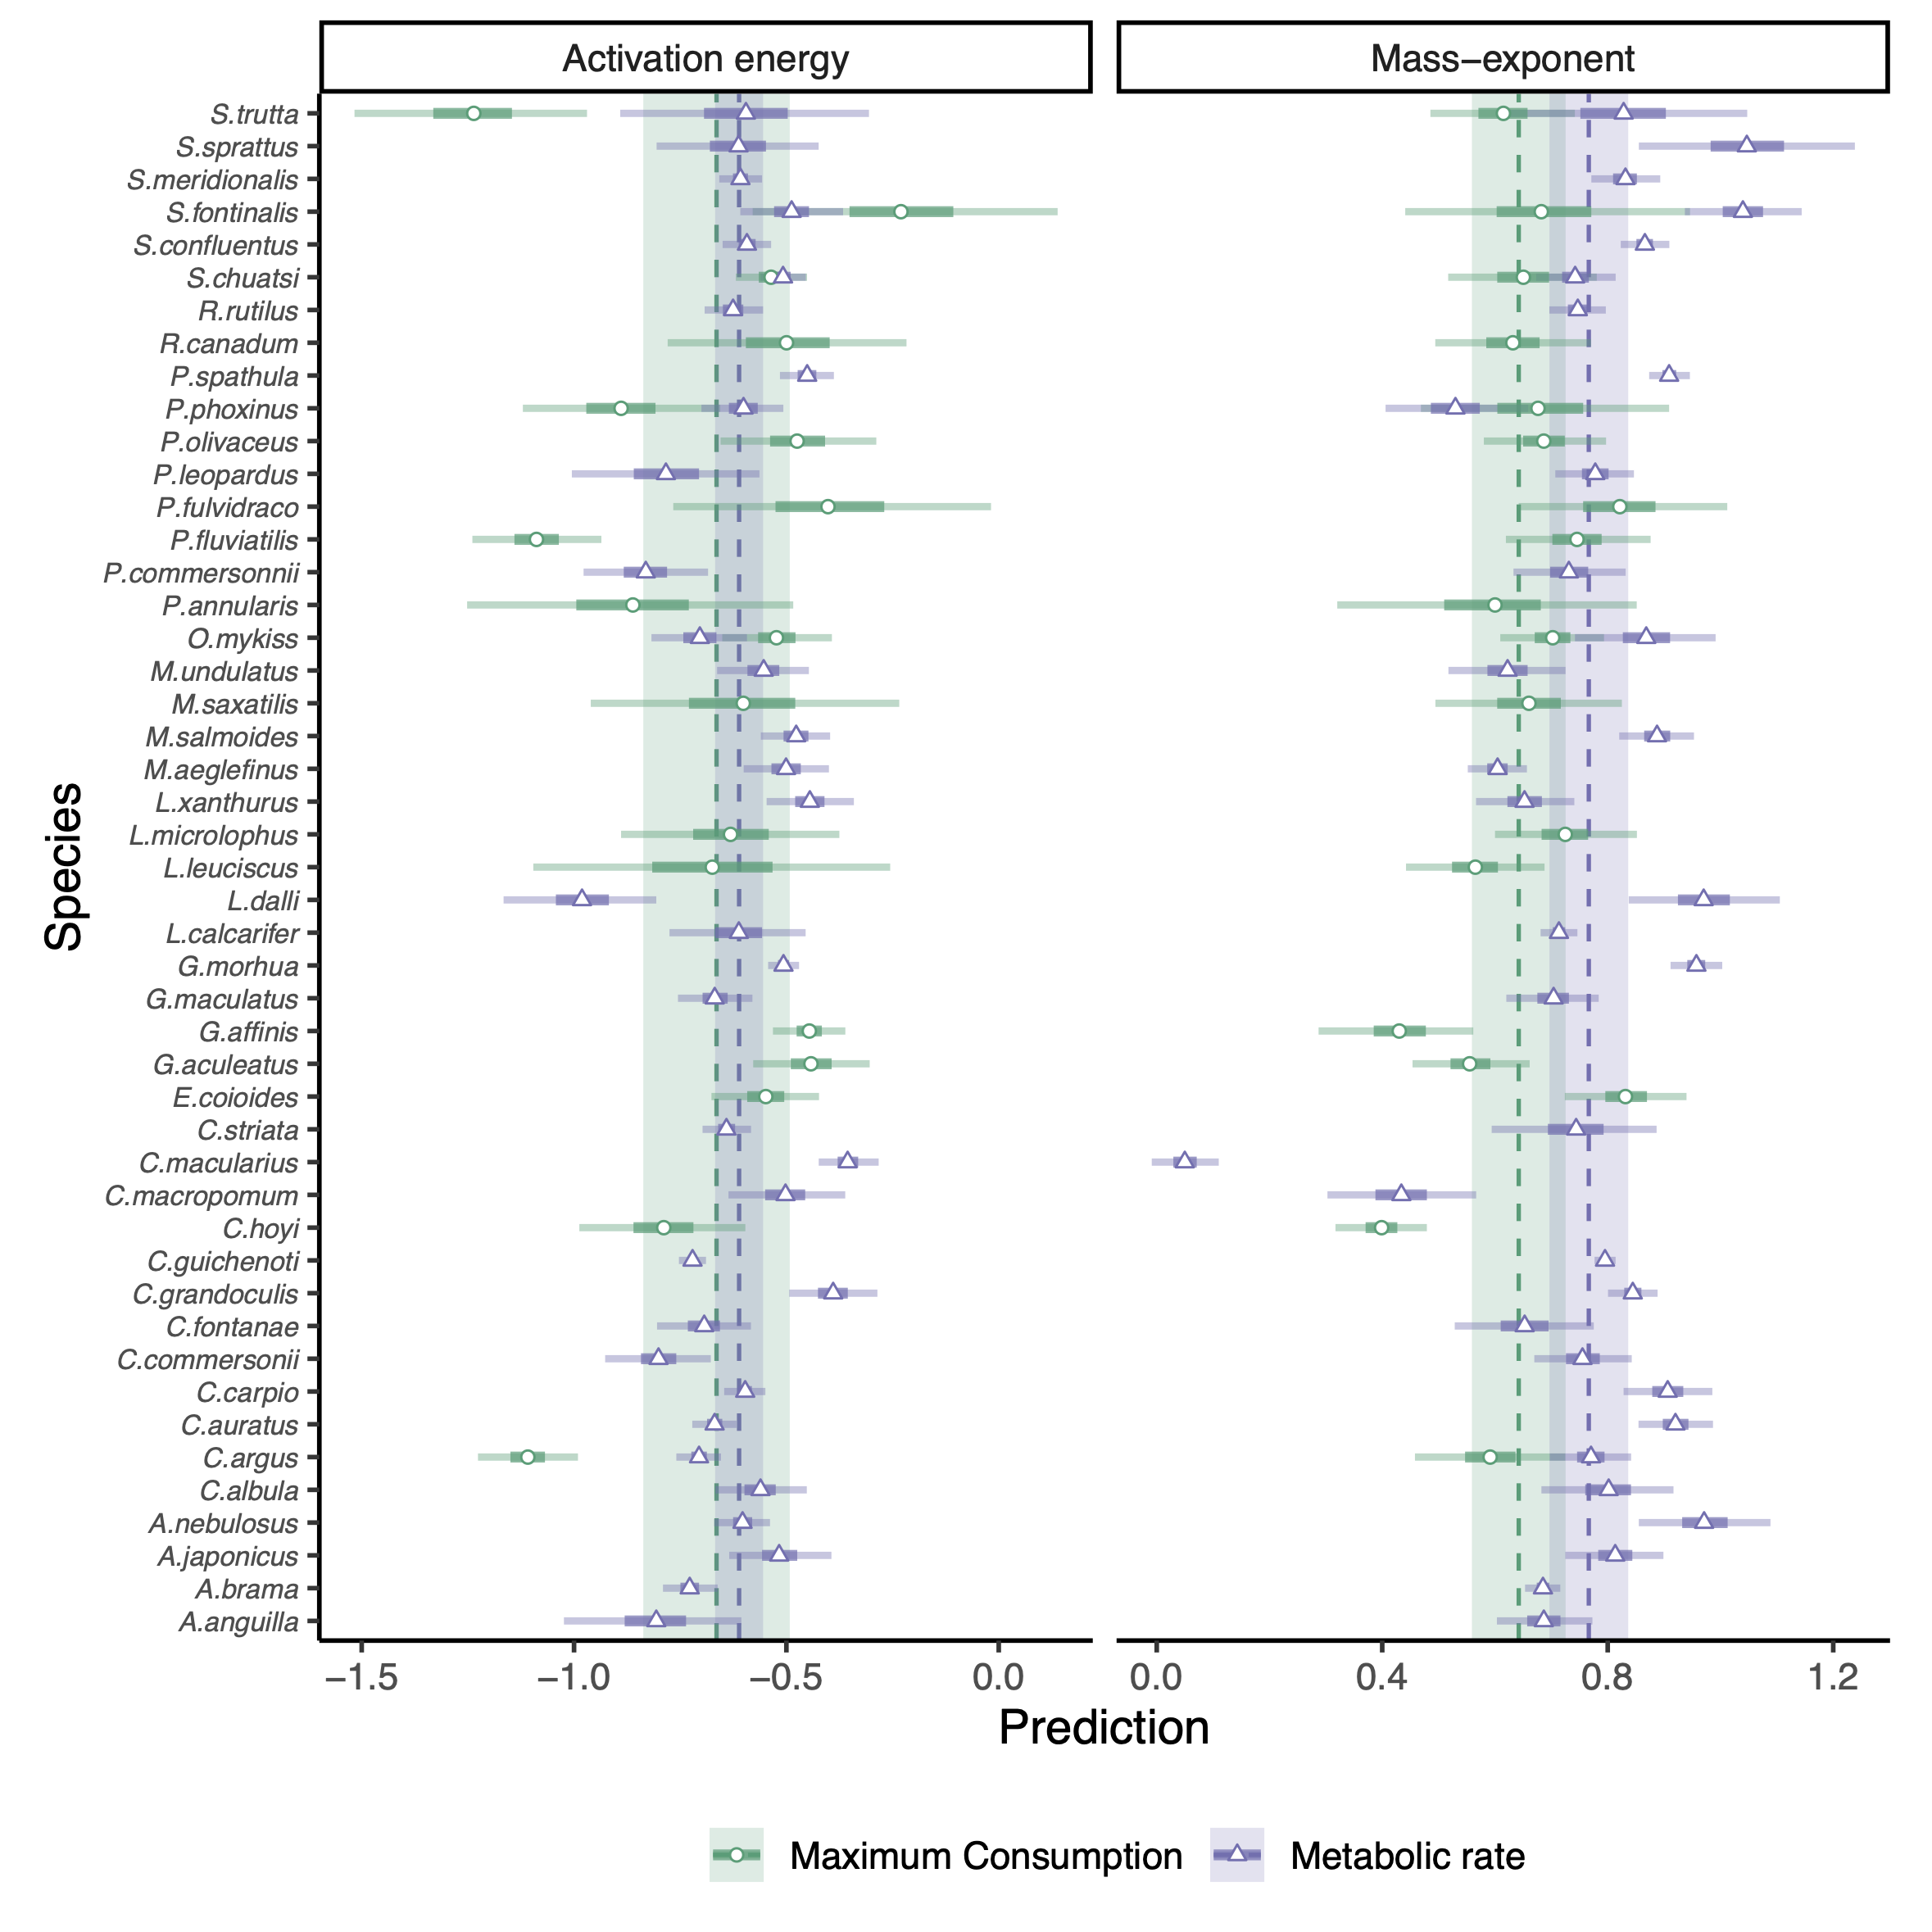 Activation energy
Mass−exponent
S.trutta
S.sprattus
S.meridionalis
S.fontinalis
S.confluentus
S.chuatsi
R.rutilus
R.canadum
P.spathula
P.phoxinus
P.olivaceus
P.leopardus
P.fulvidraco
P.fluviatilis
P.commersonnii
P.annularis
O.mykiss
M.undulatus
M.saxatilis
M.salmoides
M.aeglefinus
L.xanthurus
L.microlophus
L.leuciscus
L.dalli
L.calcarifer
G.morhua
G.maculatus
G.affinis
G.aculeatus
E.coioides
C.striata
C.macularius
C.macropomum
C.hoyi
C.guichenoti
C.grandoculis
C.fontanae
C.commersonii
C.carpio
C.auratus
C.argus
C.albula
A.nebulosus
A.japonicus
A.brama
A.anguilla
Species
−1.5 −1.0 −0.5 0.0 0.0 0.4 0.8 1.2
Prediction
Maximum Consumption Metabolic rate